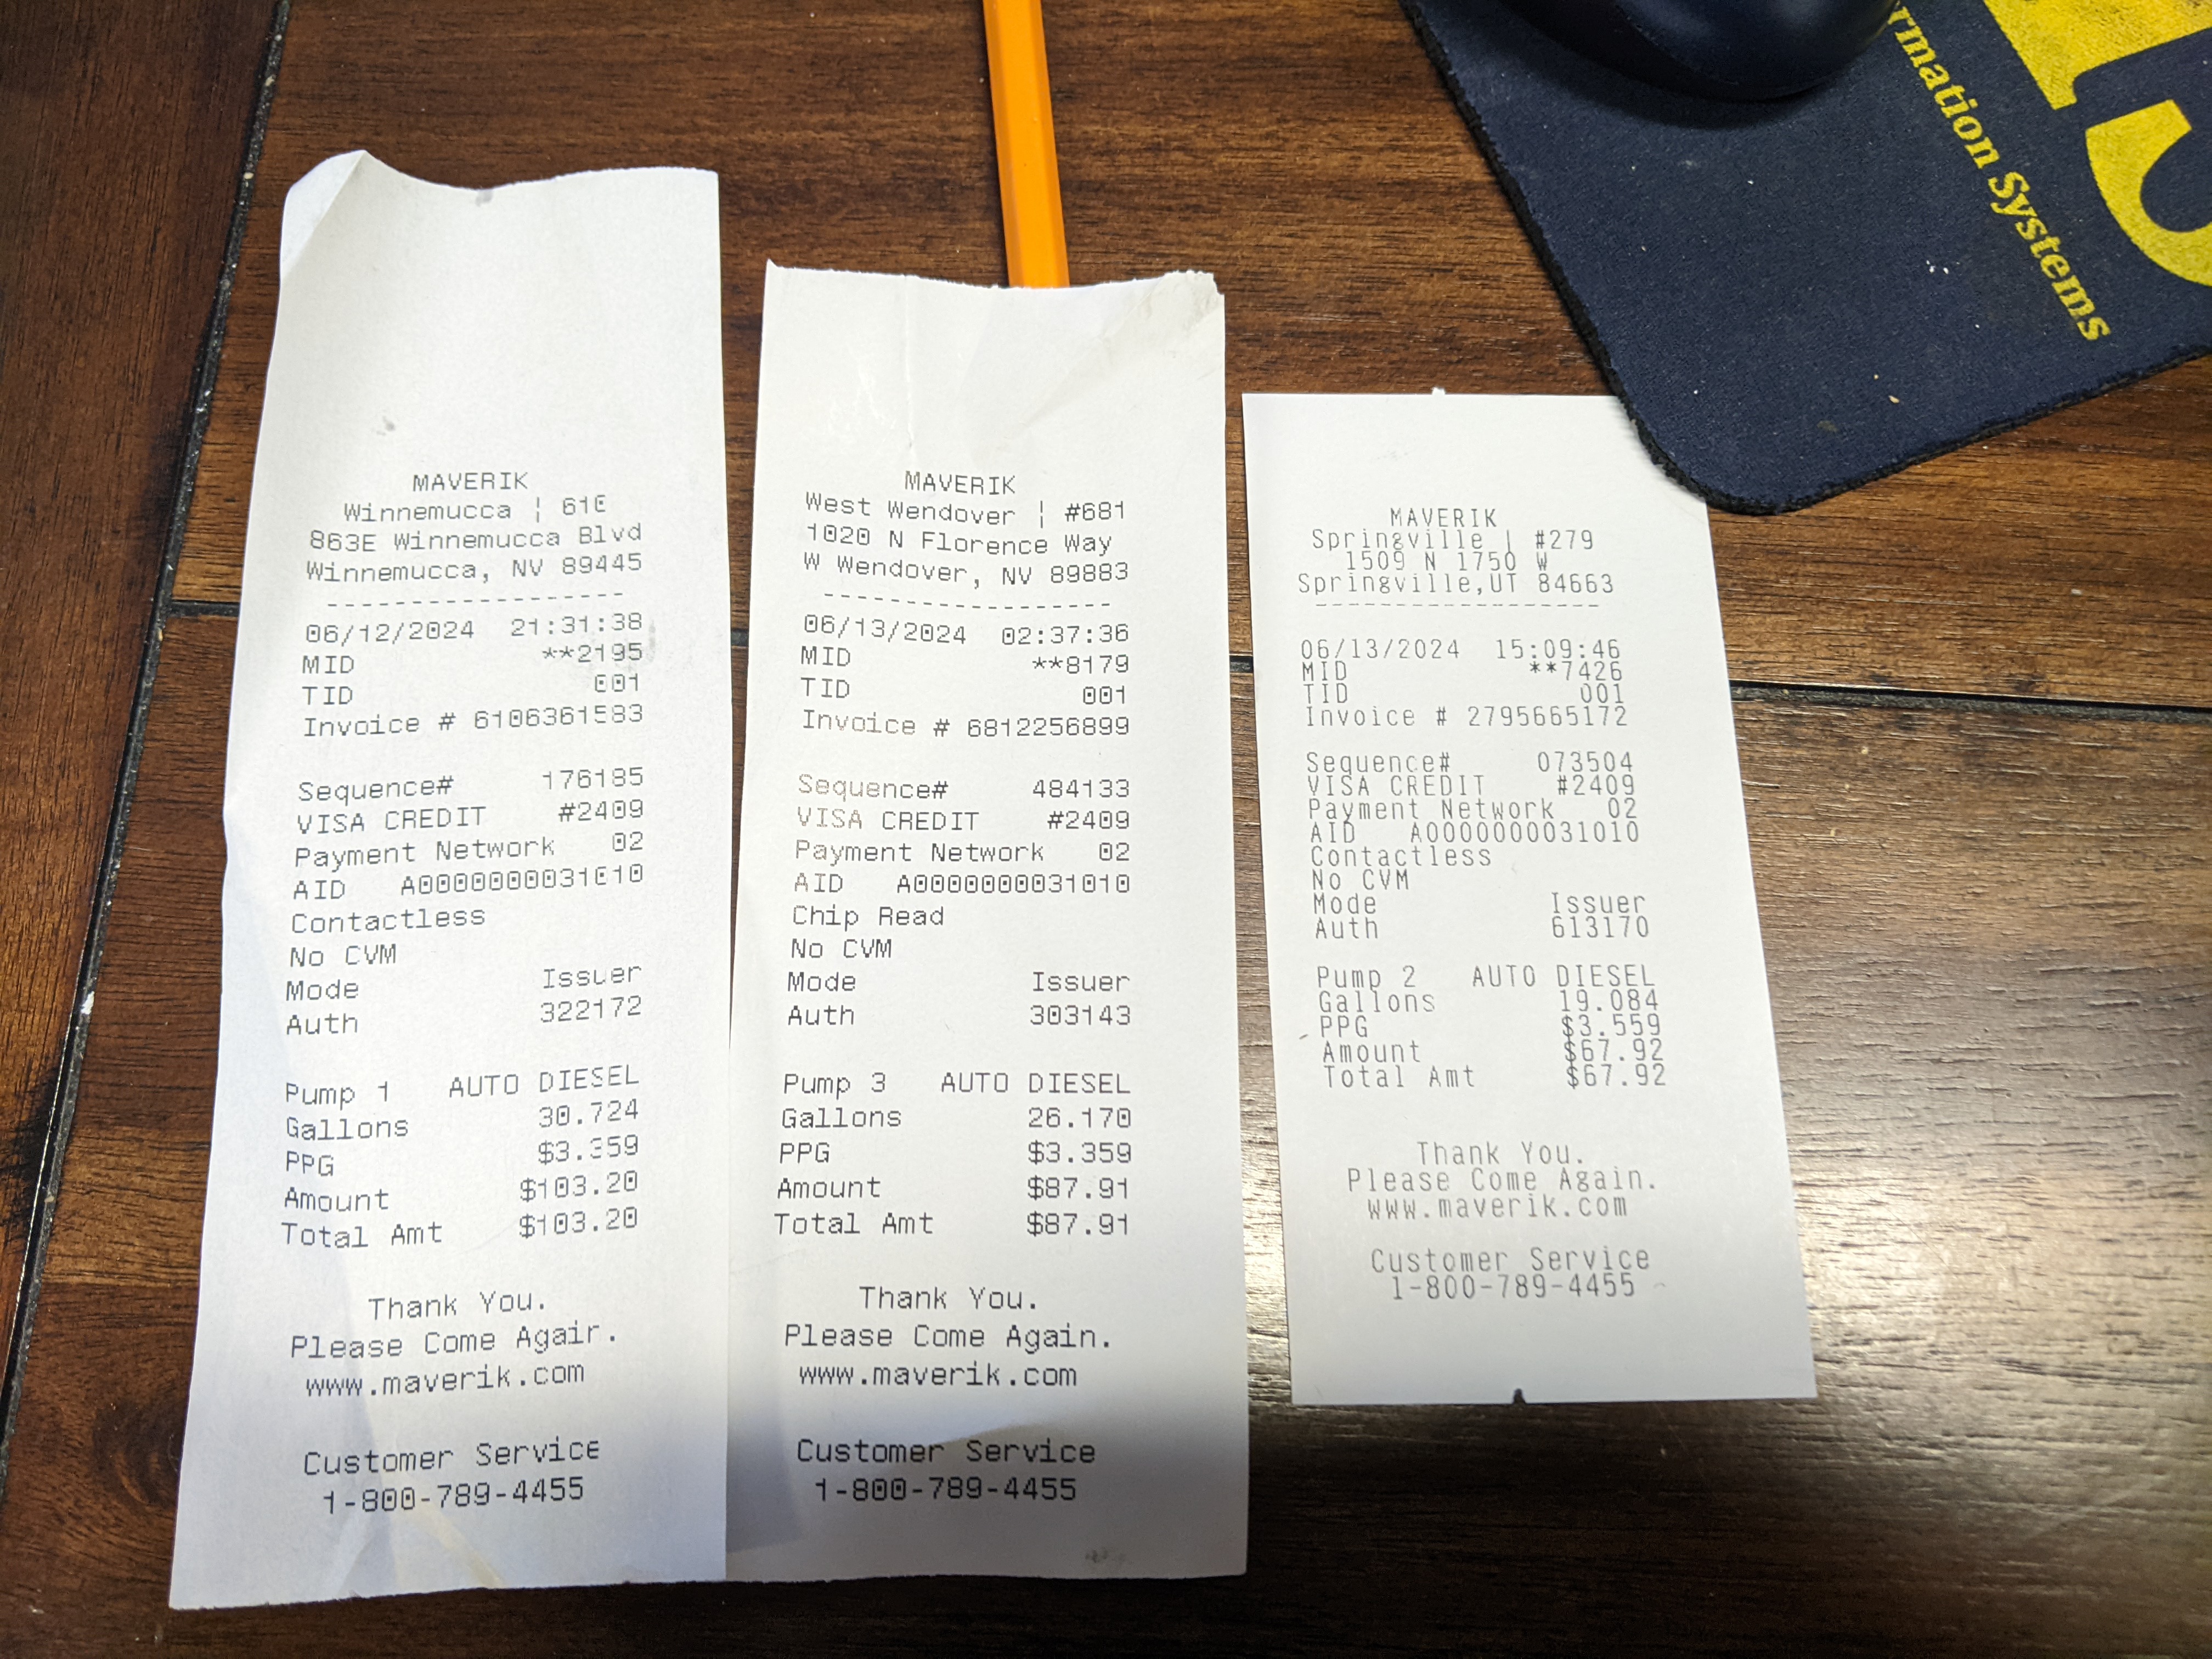 MAVERIK
Winnemucca | 610
863E Winnemucca Blvd
Winnemucca, NV 89445
------------------
06/12/2024 21:31:38
MID **2195
TID 001
Invoice # 6106361583
Sequence# 176185
VISA CREDIT #2409
Payment Network 02
AID A0000000031010
Contactless
No CVM
Mode Issuer
Auth 322172
Pump 1 AUTO DIESEL
Gallons 30.724
PPG $3.359
Amount $103.20
Total Amt $103.20
Thank You.
Please Come Again.
www.maverik.com
Customer Service
1-800-789-4455
MAVERIK
West Wendover | #681
1020 N Florence Way
W Wendover, NV 89883
------------------
06/13/2024 02:37:36
MID **8179
TID 001
Invoice # 6812256899
Sequence# 484133
VISA CREDIT #2409
Payment Network 02
AID A0000000031010
Chip Read
No CVM
Mode Issuer
Auth 303143
Pump 3 AUTO DIESEL
Gallons 26.170
PPG $3.359
Amount $87.91
Total Amt $87.91
Thank You.
Please Come Again.
www.maverik.com
Customer Service
1-800-789-4455
MAVERIK
Springville | #279
1509 N 1750 W
Springville,UT 84663
------------------
06/13/2024 15:09:46
MID **7426
TID 001
Invoice # 2795665172
Sequence# 073504
VISA CREDIT #2409
Payment Network 02
AID A0000000031010
Contactless
No CVM
Mode Issuer
Auth 613170
Pump 2 AUTO DIESEL
Gallons 19.084
PPG $3.559
Amount $67.92
Total Amt $67.92
Thank You.
Please Come Again.
www.maverik.com
Customer Service
1-800-789-4455
rmation Systems